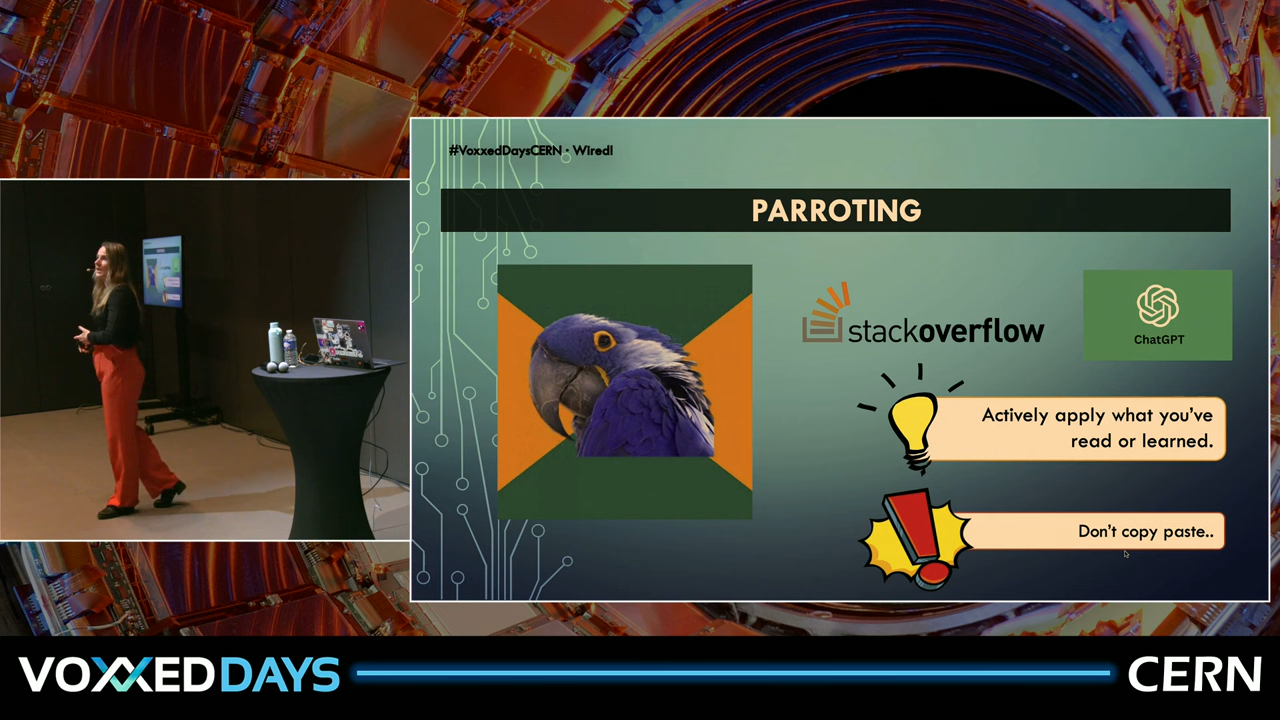 #VoxxedDaysCERN · Wired!
PARROTING
stackoverflow
ChatGPT
Actively apply what you've
read or learned.
Don't copy paste..
VOXXEDDAYS
CERN